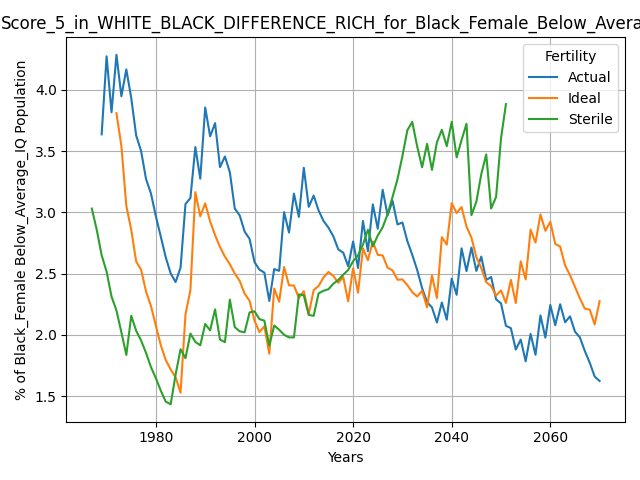 Score_5_in_WHITE_BLACK_DIFFERENCE_RICH_for_Black_Female_Below_Avera
% of Black_Female Below_Average_IQ Population
4.0
3.5
3.0
2.5
2.0
1.5
Fertility
Actual
Ideal
Sterile
1980 2000 2020 2040 2060
Years